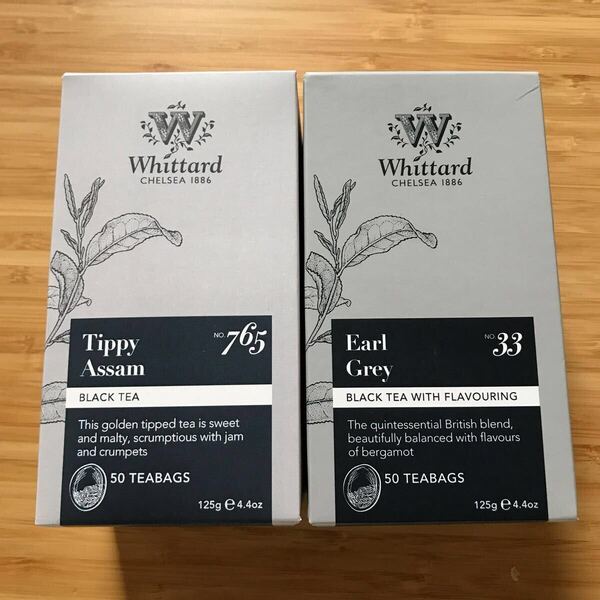 W
Whittard
CHELSEA 1886
Tippy
Assam
NO. 765
BLACK TEA
This golden tipped tea is sweet
and malty, scrumptious with jam
and crumpets
50 TEABAGS
125g ℮ 4.4oz
W
Whittard
CHELSEA 1886
Earl
Grey
NO. 33
BLACK TEA WITH FLAVOURING
The quintessential British blend,
beautifully balanced with flavours
of bergamot
50 TEABAGS
125g ℮ 4.4oz